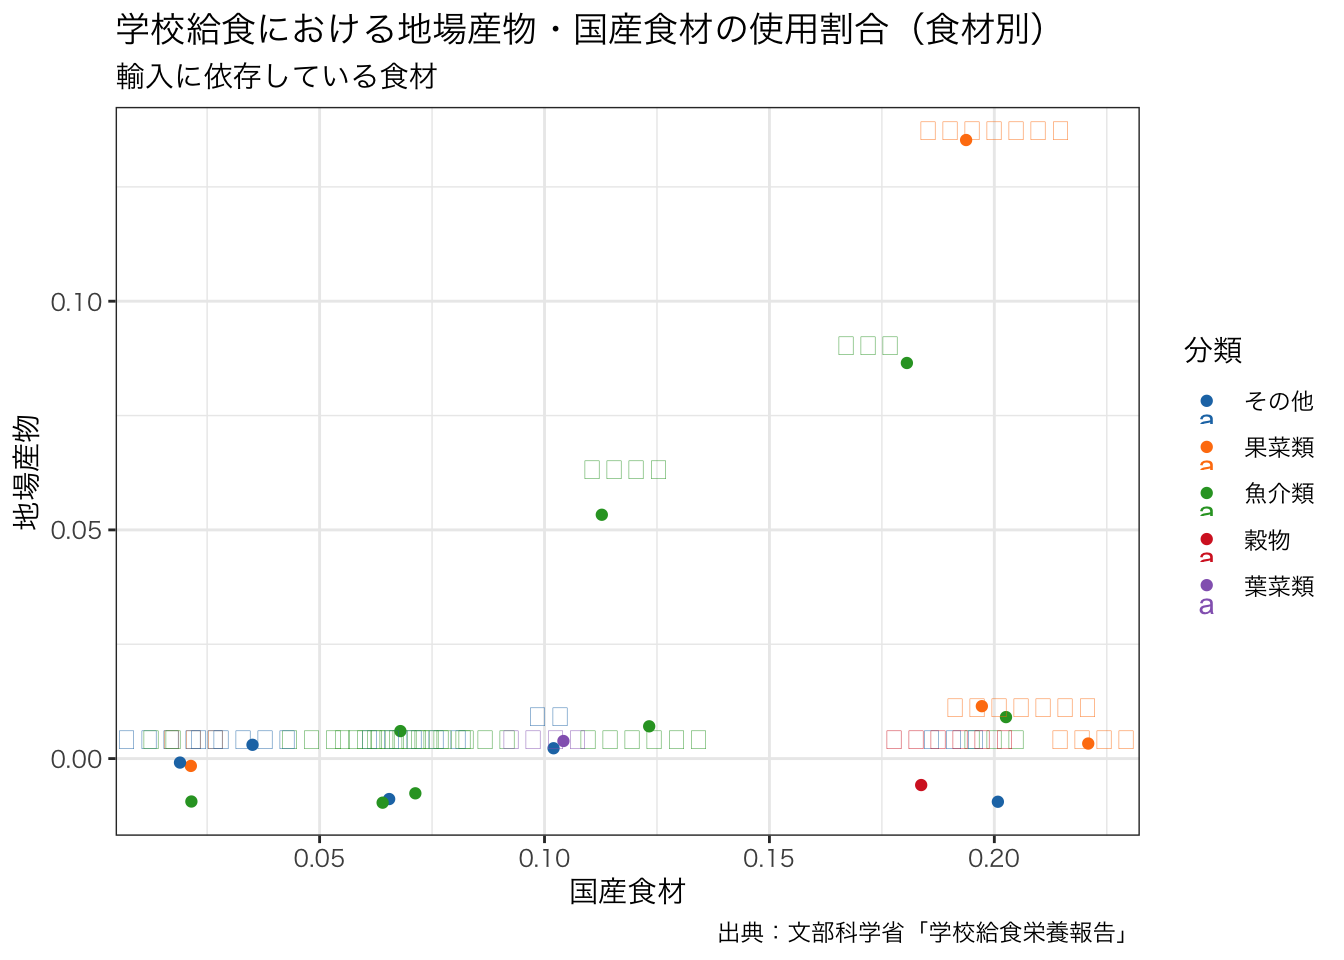 学校給食における地場産物・国産食材の使用割合（食材別）
輸入に依存している食材
地場産物
0.10
0.05
0.00
0.05
0.10
0.15
0.20
国産食材
分類
a その他
a 果菜類
a 魚介類
a 穀物
a 葉菜類
出典：文部科学省「学校給食栄養報告」